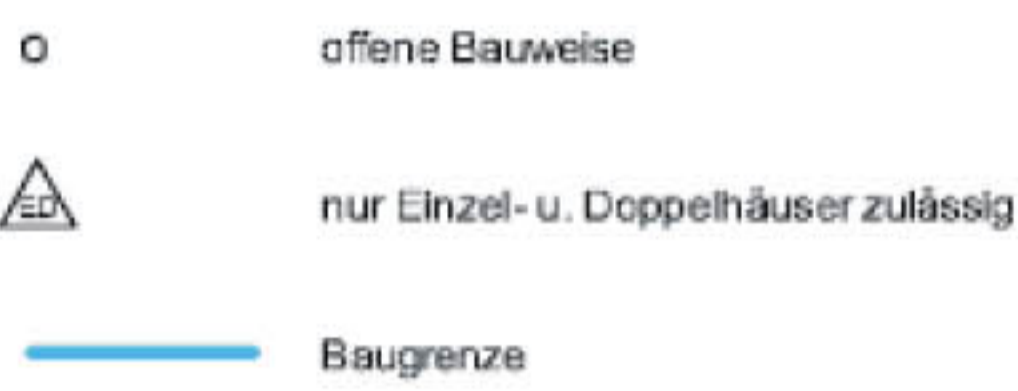 o offene Bauweise
ED nur Einzel- u. Doppelhäuser zulässig
Baugrenze